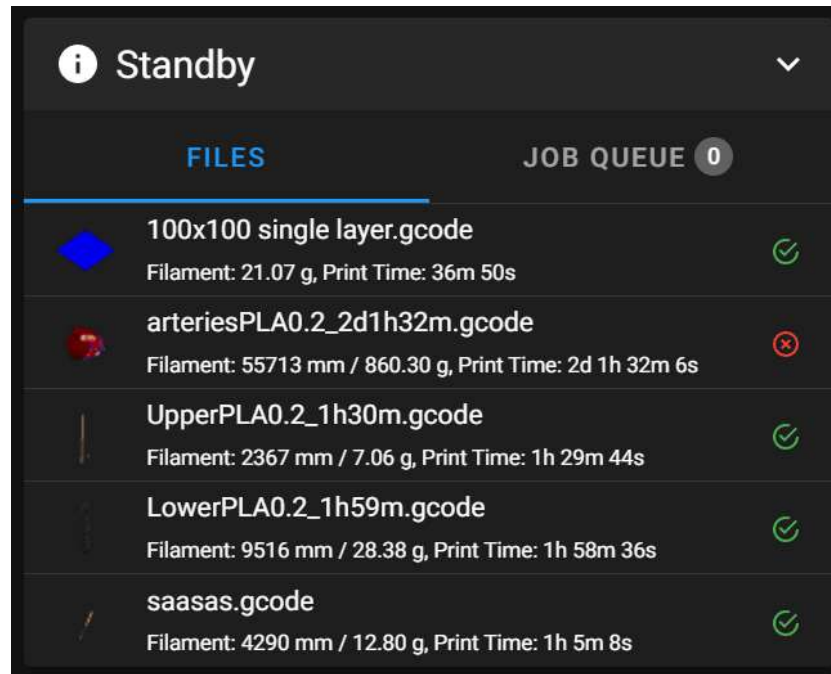 Standby
FILES
JOB QUEUE 0
100x100 single layer.gcode
Filament: 21.07 g, Print Time: 36m 50s
arteriesPLA0.2_2d1h32m.gcode
Filament: 55713 mm / 860.30 g, Print Time: 2d 1h 32m 6s
UpperPLA0.2_1h30m.gcode
Filament: 2367 mm / 7.06 g, Print Time: 1h 29m 44s
LowerPLA0.2_1h59m.gcode
Filament: 9516 mm / 28.38 g, Print Time: 1h 58m 36s
saasas.gcode
Filament: 4290 mm / 12.80 g, Print Time: 1h 5m 8s